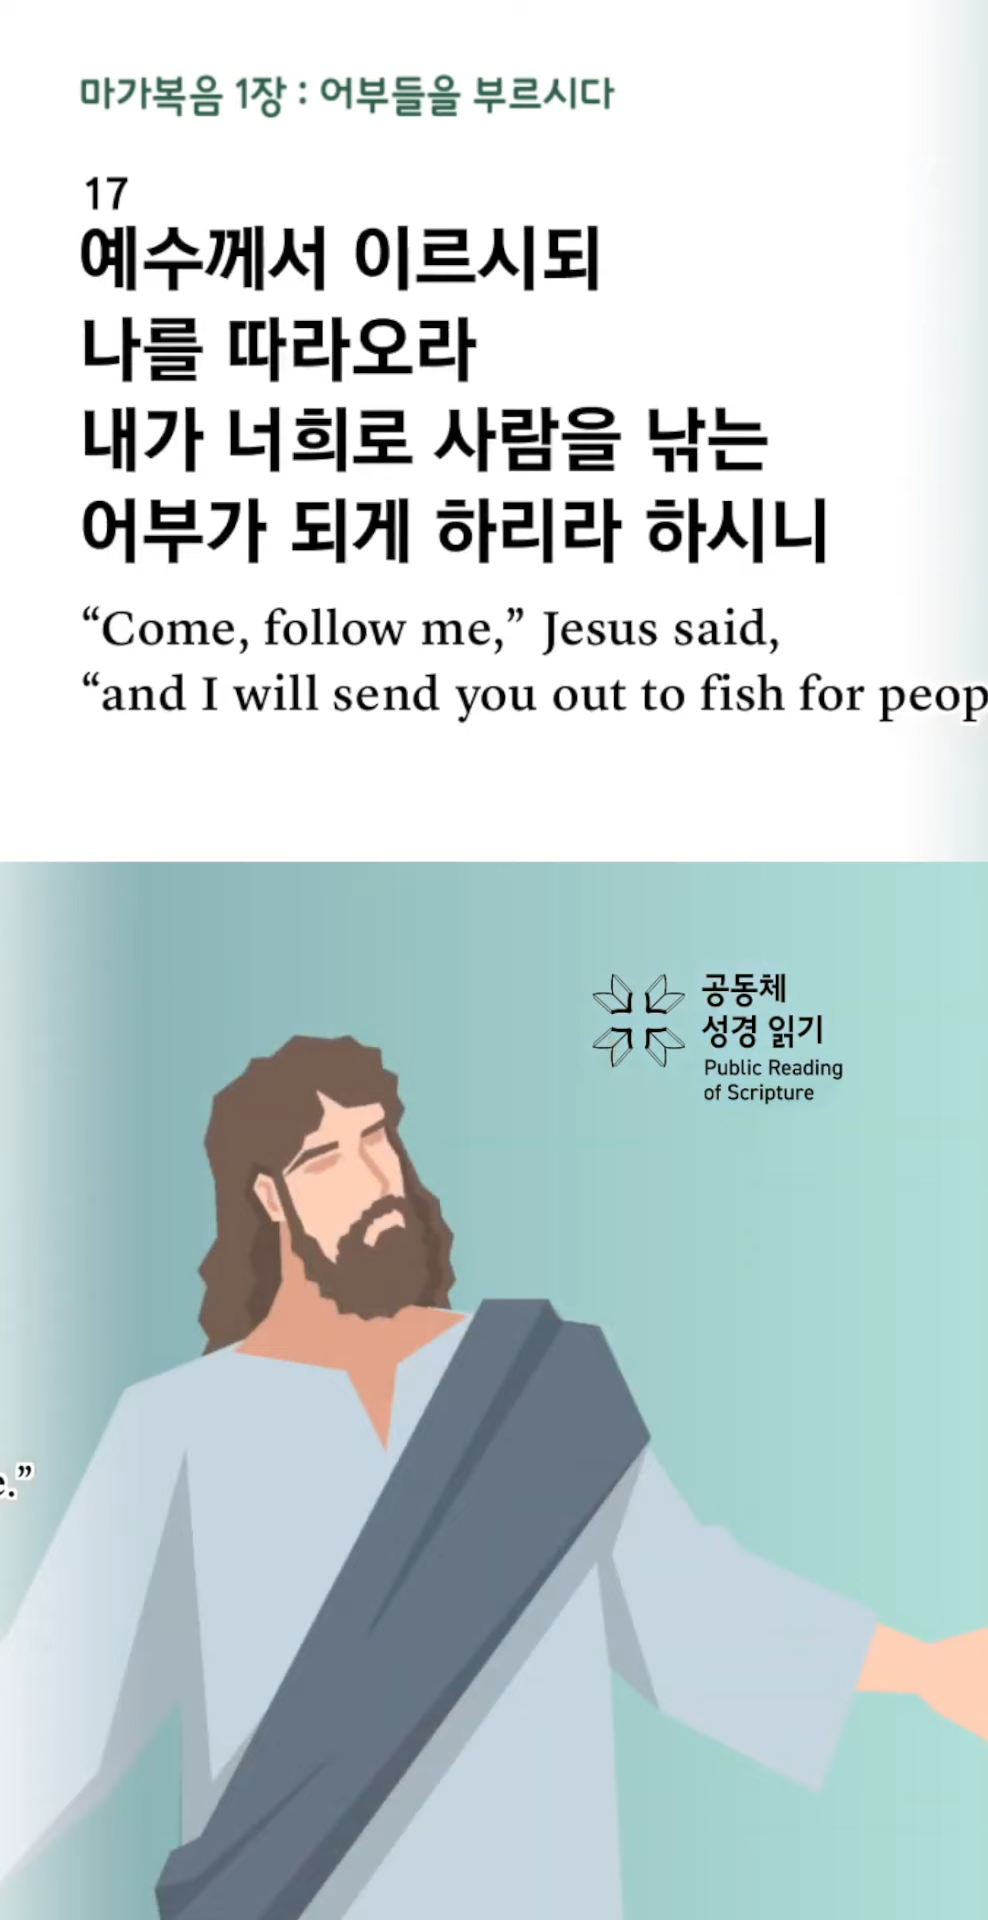 마가복음 1장 : 어부들을 부르시다
17
예수께서 이르시되
나를 따라오라
내가 너희로 사람을 낚는
어부가 되게 하리라 하시니
“Come, follow me,” Jesus said,
“and I will send you out to fish for peop
공동체
성경 읽기
Public Reading
of Scripture
e.”